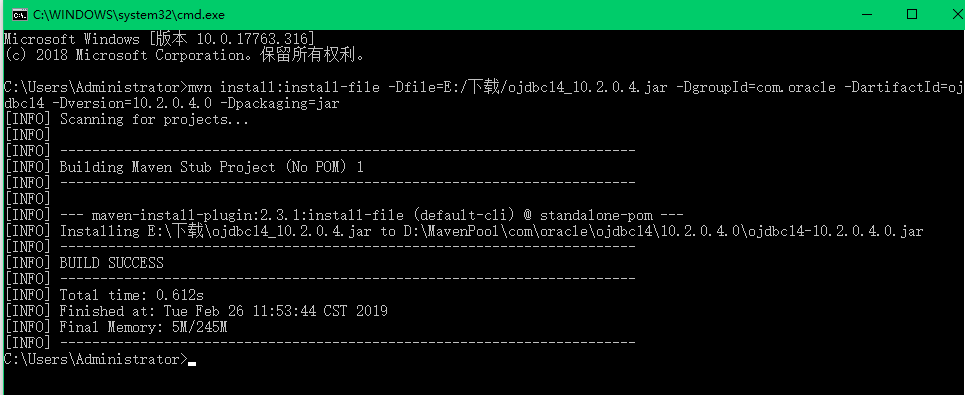 C:\WINDOWS\system32\cmd.exe
Microsoft Windows [版本 10.0.17763.316]
(c) 2018 Microsoft Corporation。保留所有权利。
C:\Users\Administrator>mvn install:install-file -Dfile=E:/下载/ojdbc14_10.2.0.4.jar -DgroupId=com.oracle -DartifactId=oj
dbc14 -Dversion=10.2.0.4.0 -Dpackaging=jar
[INFO] Scanning for projects...
[INFO]
[INFO] ------------------------------------------------------------------------
[INFO] Building Maven Stub Project (No POM) 1
[INFO] ------------------------------------------------------------------------
[INFO]
[INFO] --- maven-install-plugin:2.3.1:install-file (default-cli) @ standalone-pom ---
[INFO] Installing E:\下载\ojdbc14_10.2.0.4.jar to D:\MavenPool\com\oracle\ojdbc14\10.2.0.4.0\ojdbc14-10.2.0.4.0.jar
[INFO] ------------------------------------------------------------------------
[INFO] BUILD SUCCESS
[INFO] ------------------------------------------------------------------------
[INFO] Total time: 0.612s
[INFO] Finished at: Tue Feb 26 11:53:44 CST 2019
[INFO] Final Memory: 5M/245M
[INFO] ------------------------------------------------------------------------
C:\Users\Administrator>